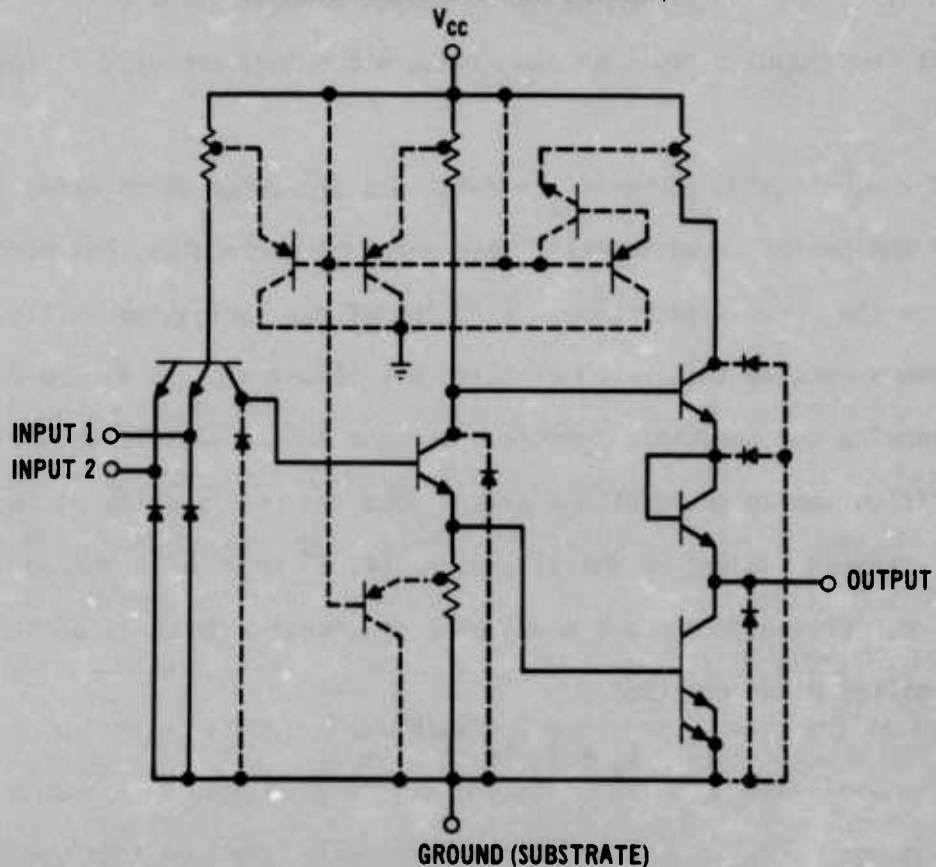 V_CC
INPUT 1
INPUT 2
OUTPUT
GROUND (SUBSTRATE)